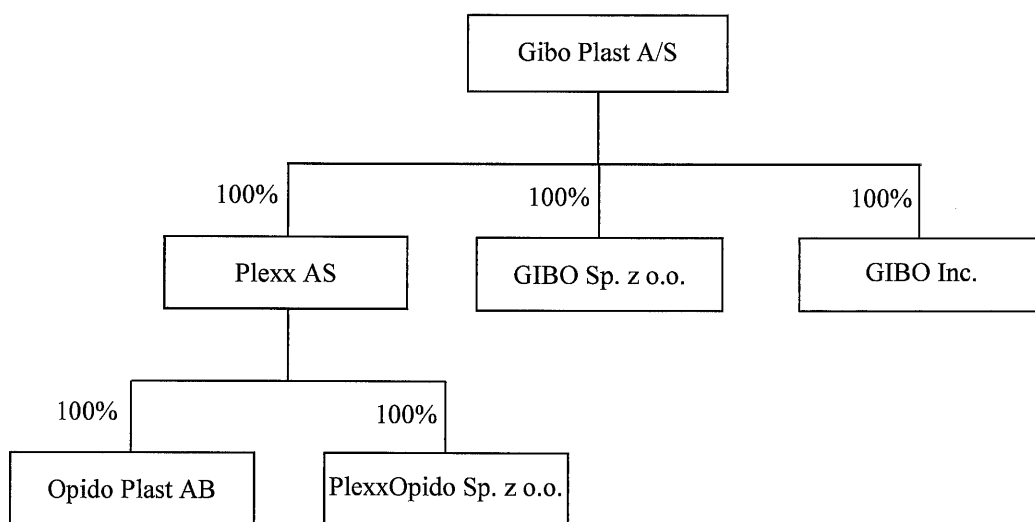 Gibo Plast A/S
100%
100%
100%
Plexx AS
GIBO Sp. z o.o.
GIBO Inc.
100%
100%
Opido Plast AB
PlexxOpido Sp. z o.o.